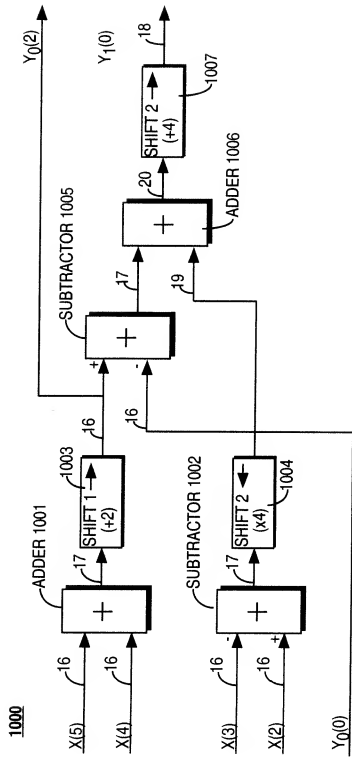 1000
Y₀(2)
X(5)
16
ADDER 1001
17
1003
SHIFT 1
(+2)
16
SUBTRACTOR 1005
+
+
-
17
Y₁(0)
18
SHIFT 2
(+4)
1007
20
+
ADDER 1006
X(4)
16
+
16
19
X(3)
16
SUBTRACTOR 1002
-
+
17
SHIFT 2
(x4)
1004
X(2)
16
+
Y₀(0)